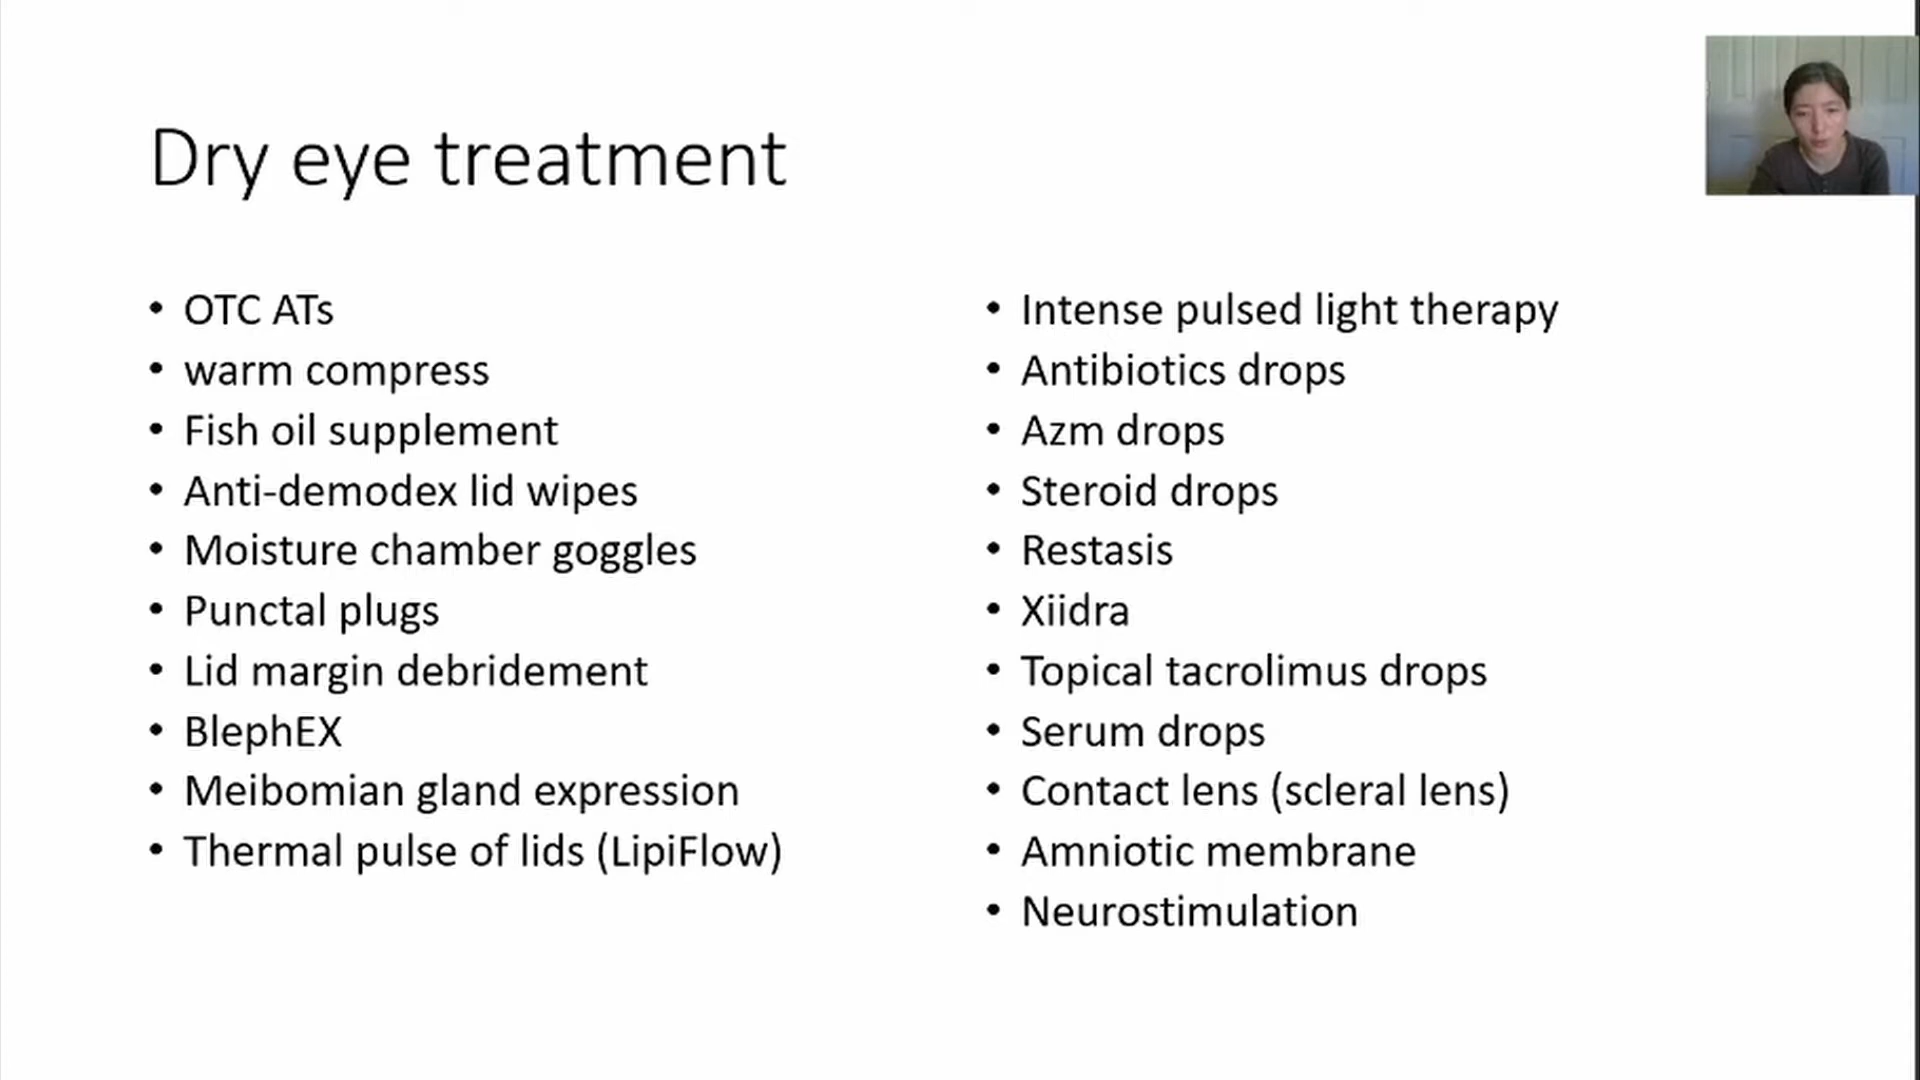 Dry eye treatment
• OTC ATs
• warm compress
• Fish oil supplement
• Anti-demodex lid wipes
• Moisture chamber goggles
• Punctal plugs
• Lid margin debridement
• BlephEX
• Meibomian gland expression
• Thermal pulse of lids (LipiFlow)
• Intense pulsed light therapy
• Antibiotics drops
• Azm drops
• Steroid drops
• Restasis
• Xiidra
• Topical tacrolimus drops
• Serum drops
• Contact lens (scleral lens)
• Amniotic membrane
• Neurostimulation